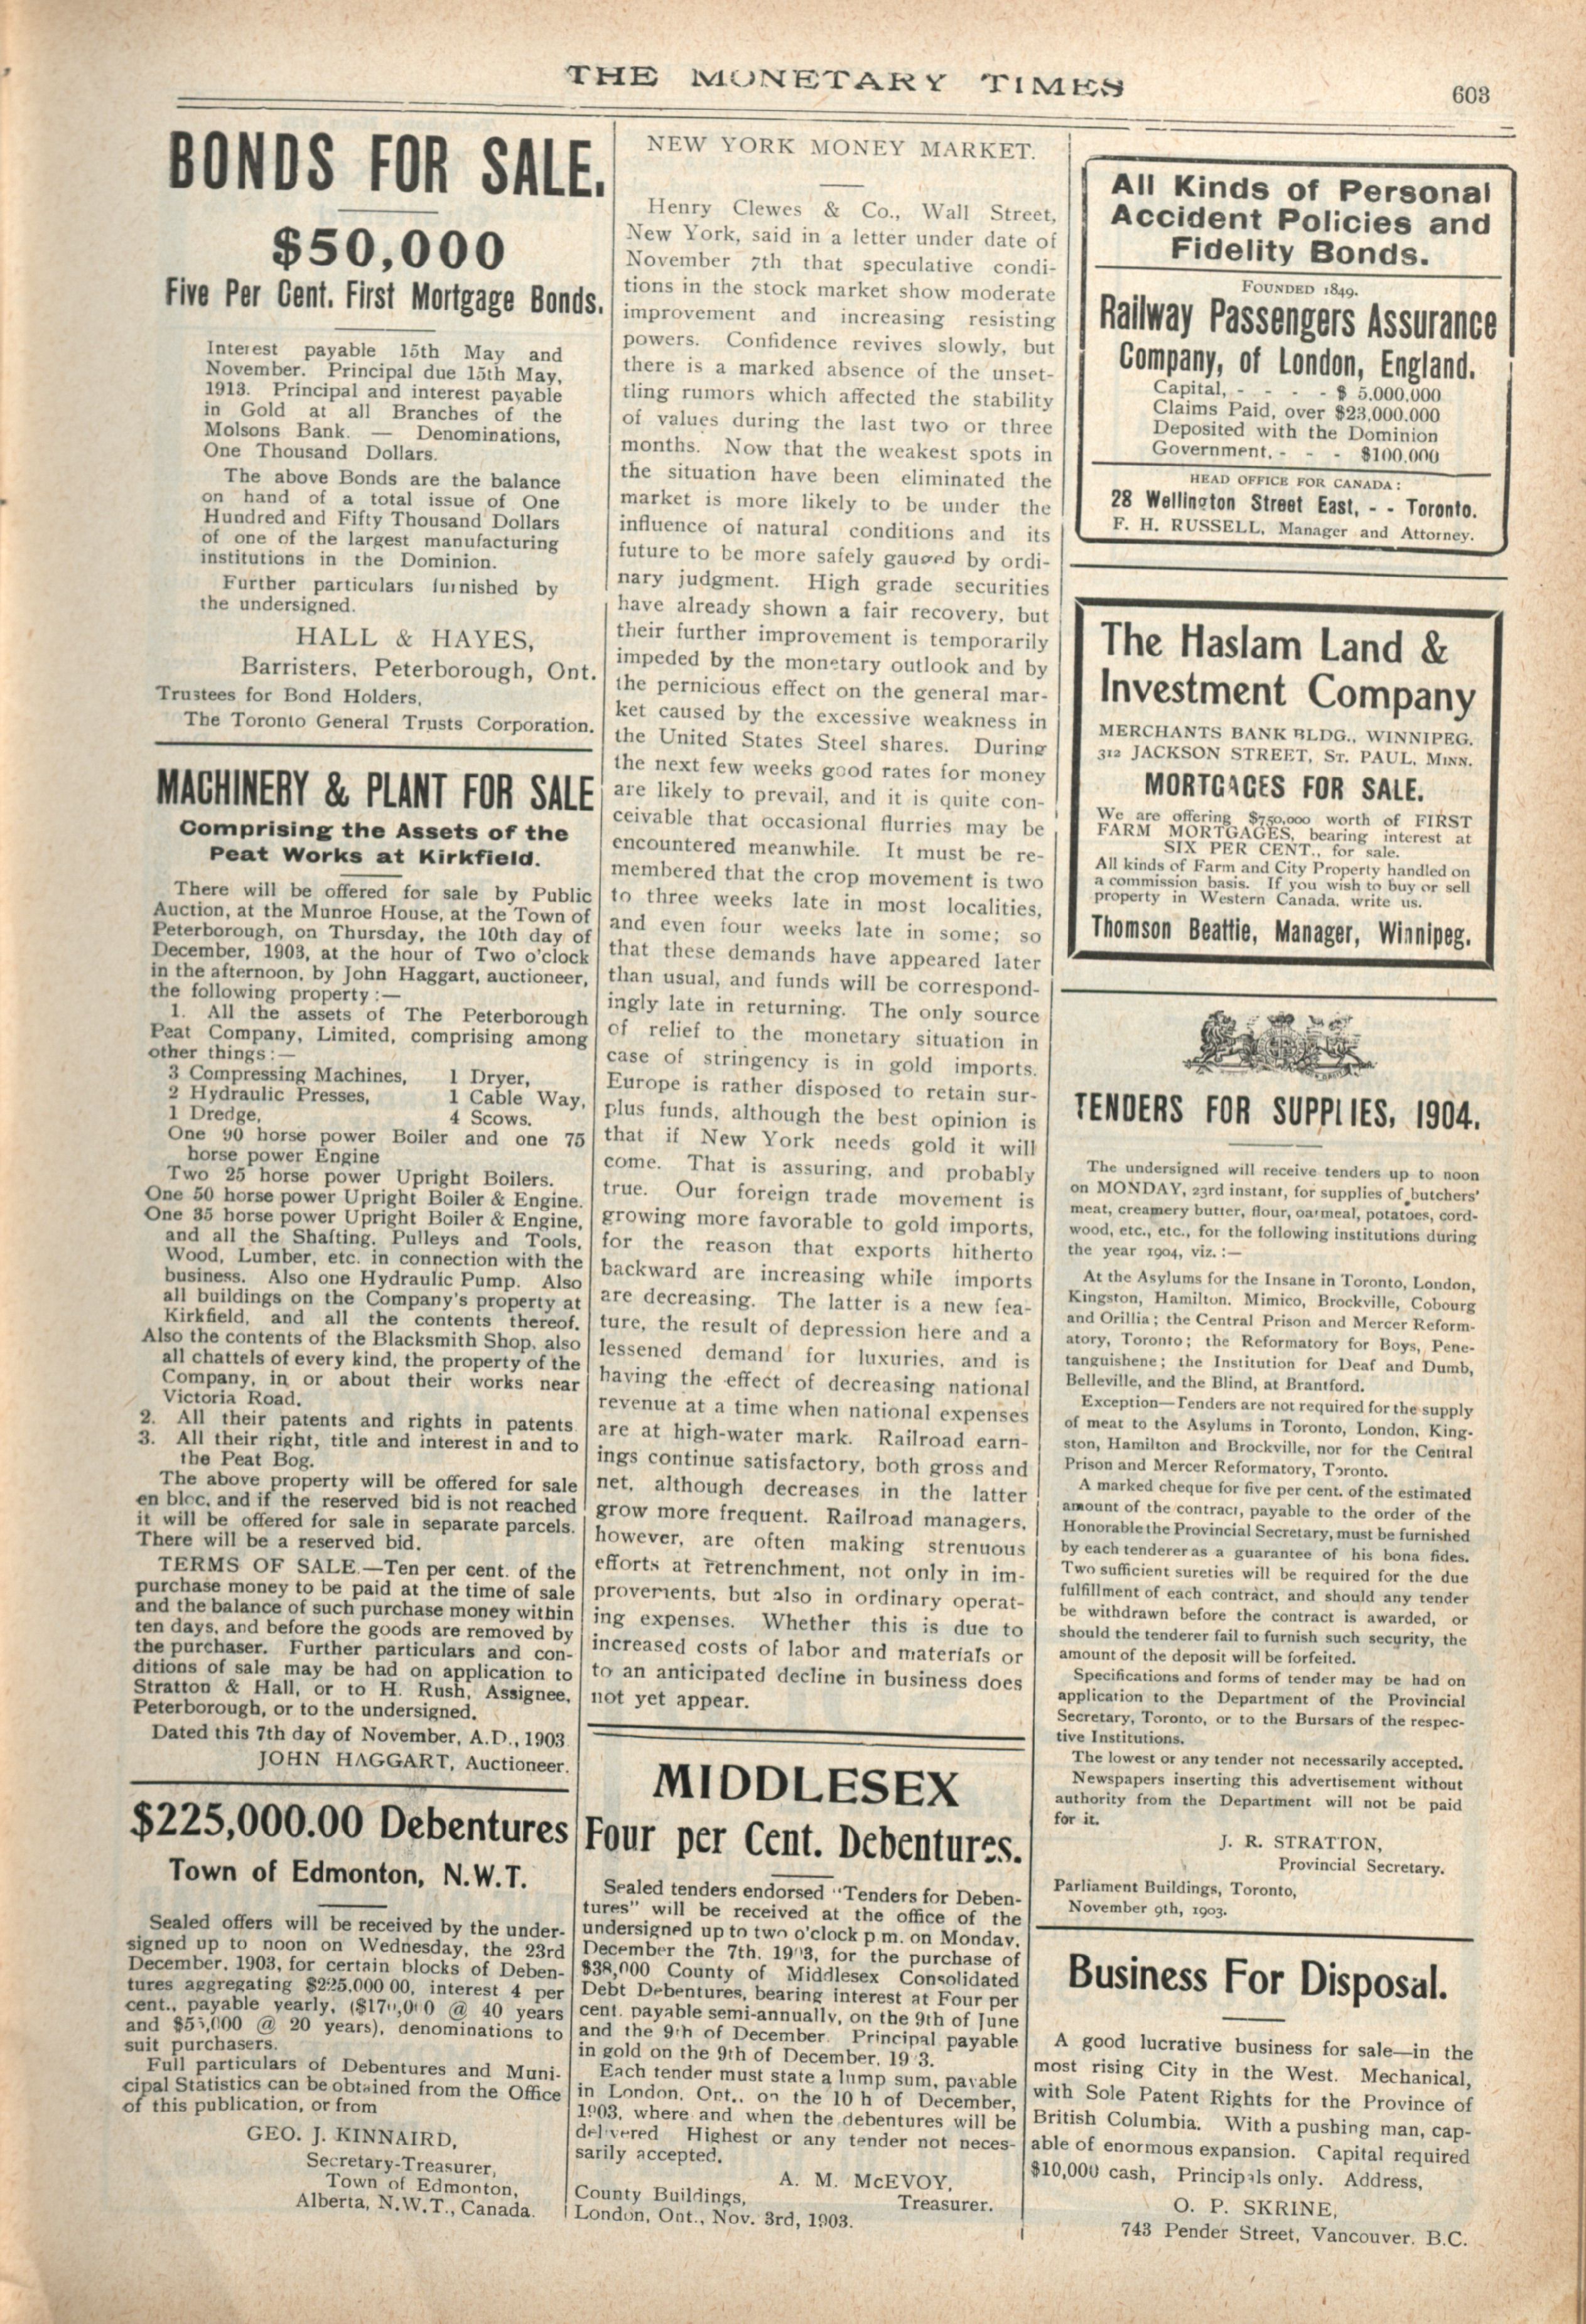 THE MONETARY TIMES
603
BONDS FOR SALE.
$50,000
Five Per Cent. First Mortgage Bonds.
Interest payable 15th May and
November. Principal due 15th May,
1913. Principal and interest payable
in Gold at all Branches of the
Molsons Bank. — Denominations,
One Thousand Dollars.
The above Bonds are the balance
on hand of a total issue of One
Hundred and Fifty Thousand Dollars
of one of the largest manufacturing
institutions in the Dominion.
Further particulars furnished by
the undersigned.
HALL & HAYES,
Barristers, Peterborough, Ont.
Trustees for Bond Holders,
The Toronto General Trusts Corporation.
MACHINERY & PLANT FOR SALE
Comprising the Assets of the
Peat Works at Kirkfield.
There will be offered for sale by Public
Auction, at the Munroe House, at the Town of
Peterborough, on Thursday, the 10th day of
December, 1903, at the hour of Two o'clock
in the afternoon, by John Haggart, auctioneer,
the following property :—
1. All the assets of The Peterborough
Peat Company, Limited, comprising among
other things :—
3 Compressing Machines, 1 Dryer,
2 Hydraulic Presses, 1 Cable Way,
1 Dredge, 4 Scows.
One 90 horse power Boiler and one 75
horse power Engine
Two 25 horse power Upright Boilers.
One 50 horse power Upright Boiler & Engine.
One 35 horse power Upright Boiler & Engine,
and all the Shafting, Pulleys and Tools,
Wood, Lumber, etc. in connection with the
business. Also one Hydraulic Pump. Also
all buildings on the Company's property at
Kirkfield, and all the contents thereof.
Also the contents of the Blacksmith Shop, also
all chattels of every kind, the property of the
Company, in or about their works near
Victoria Road.
2. All their patents and rights in patents
3. All their right, title and interest in and to
the Peat Bog.
The above property will be offered for sale
en bloc, and if the reserved bid is not reached
it will be offered for sale in separate parcels.
There will be a reserved bid.
TERMS OF SALE.—Ten per cent. of the
purchase money to be paid at the time of sale
and the balance of such purchase money within
ten days, and before the goods are removed by
the purchaser. Further particulars and con-
ditions of sale may be had on application to
Stratton & Hall, or to H. Rush, Assignee,
Peterborough, or to the undersigned.
Dated this 7th day of November, A.D., 1903
JOHN HAGGART, Auctioneer.
$225,000.00 Debentures
Town of Edmonton, N.W.T.
Sealed offers will be received by the under-
signed up to noon on Wednesday, the 23rd
December, 1903, for certain blocks of Deben-
tures aggregating $225,000 00, interest 4 per
cent., payable yearly, ($170,000 @ 40 years
and $55,000 @ 20 years), denominations to
suit purchasers.
Full particulars of Debentures and Muni-
cipal Statistics can be obtained from the Office
of this publication, or from
GEO. J. KINNAIRD,
Secretary-Treasurer,
Town of Edmonton,
Alberta, N.W.T., Canada.
NEW YORK MONEY MARKET.
Henry Clewes & Co., Wall Street,
New York, said in a letter under date of
November 7th that speculative condi-
tions in the stock market show moderate
improvement and increasing resisting
powers. Confidence revives slowly, but
there is a marked absence of the unset-
tling rumors which affected the stability
of values during the last two or three
months. Now that the weakest spots in
the situation have been eliminated the
market is more likely to be under the
influence of natural conditions and its
future to be more safely gauged by ordi-
nary judgment. High grade securities
have already shown a fair recovery, but
their further improvement is temporarily
impeded by the monetary outlook and by
the pernicious effect on the general mar-
ket caused by the excessive weakness in
the United States Steel shares. During
the next few weeks good rates for money
are likely to prevail, and it is quite con-
ceivable that occasional flurries may be
encountered meanwhile. It must be re-
membered that the crop movement is two
to three weeks late in most localities,
and even four weeks late in some; so
that these demands have appeared later
than usual, and funds will be correspond-
ingly late in returning. The only source
of relief to the monetary situation in
case of stringency is in gold imports.
Europe is rather disposed to retain sur-
plus funds, although the best opinion is
that if New York needs gold it will
come. That is assuring, and probably
true. Our foreign trade movement is
growing more favorable to gold imports,
for the reason that exports hitherto
backward are increasing while imports
are decreasing. The latter is a new fea-
ture, the result of depression here and a
lessened demand for luxuries, and is
having the effect of decreasing national
revenue at a time when national expenses
are at high-water mark. Railroad earn-
ings continue satisfactory, both gross and
net, although decreases in the latter
grow more frequent. Railroad managers,
however, are often making strenuous
efforts at retrenchment, not only in im-
provements, but also in ordinary operat-
ing expenses. Whether this is due to
increased costs of labor and materials or
to an anticipated decline in business does
not yet appear.
MIDDLESEX
Four per Cent. Debentures.
Sealed tenders endorsed "Tenders for Deben-
tures" will be received at the office of the
undersigned up to two o'clock p m. on Monday,
December the 7th, 1903, for the purchase of
$38,000 County of Middlesex Consolidated
Debt Debentures, bearing interest at Four per
cent. payable semi-annually, on the 9th of June
and the 9th of December. Principal payable
in gold on the 9th of December, 19 3.
Each tender must state a lump sum, payable
in London, Ont., on the 10 h of December,
1903, where and when the debentures will be
delivered Highest or any tender not neces-
sarily accepted.
A. M. McEVOY,
Treasurer.
County Buildings,
London, Ont., Nov. 3rd, 1903.
All Kinds of Personal
Accident Policies and
Fidelity Bonds.
FOUNDED 1849.
Railway Passengers Assurance
Company, of London, England.
Capital, - - - - $ 5,000,000
Claims Paid, over $23,000,000
Deposited with the Dominion
Government, - - - $100,000
HEAD OFFICE FOR CANADA:
28 Wellington Street East, - - Toronto.
F. H. RUSSELL, Manager and Attorney.
The Haslam Land &
Investment Company
MERCHANTS BANK BLDG., WINNIPEG.
312 JACKSON STREET, ST. PAUL, MINN.
MORTGAGES FOR SALE.
We are offering $750,000 worth of FIRST
FARM MORTGAGES, bearing interest at
SIX PER CENT., for sale.
All kinds of Farm and City Property handled on
a commission basis. If you wish to buy or sell
property in Western Canada, write us.
Thomson Beattie, Manager, Winnipeg.
TENDERS FOR SUPPLIES, 1904.
The undersigned will receive tenders up to noon
on MONDAY, 23rd instant, for supplies of butchers'
meat, creamery butter, flour, oatmeal, potatoes, cord-
wood, etc., etc., for the following institutions during
the year 1904, viz. :—
At the Asylums for the Insane in Toronto, London,
Kingston, Hamilton, Mimico, Brockville, Cobourg
and Orillia; the Central Prison and Mercer Reform-
atory, Toronto; the Reformatory for Boys, Pene-
tanguishene; the Institution for Deaf and Dumb,
Belleville, and the Blind, at Brantford.
Exception—Tenders are not required for the supply
of meat to the Asylums in Toronto, London, King-
ston, Hamilton and Brockville, nor for the Central
Prison and Mercer Reformatory, Toronto.
A marked cheque for five per cent. of the estimated
amount of the contract, payable to the order of the
Honorable the Provincial Secretary, must be furnished
by each tenderer as a guarantee of his bona fides.
Two sufficient sureties will be required for the due
fulfillment of each contract, and should any tender
be withdrawn before the contract is awarded, or
should the tenderer fail to furnish such security, the
amount of the deposit will be forfeited.
Specifications and forms of tender may be had on
application to the Department of the Provincial
Secretary, Toronto, or to the Bursars of the respec-
tive Institutions.
The lowest or any tender not necessarily accepted.
Newspapers inserting this advertisement without
authority from the Department will not be paid
for it.
J. R. STRATTON,
Provincial Secretary.
Parliament Buildings, Toronto,
November 9th, 1903.
Business For Disposal.
A good lucrative business for sale—in the
most rising City in the West. Mechanical,
with Sole Patent Rights for the Province of
British Columbia. With a pushing man, cap-
able of enormous expansion. Capital required
$10,000 cash, Principals only. Address,
O. P. SKRINE,
743 Pender Street, Vancouver, B.C.